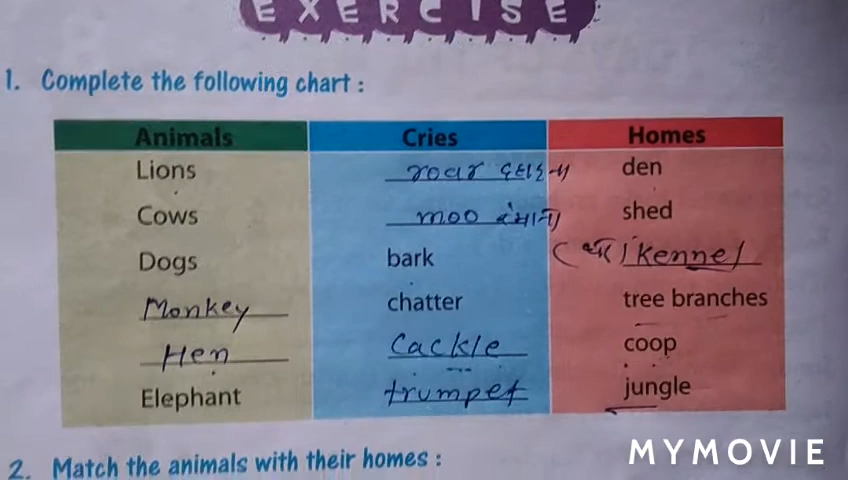 EXERCISE
1. Complete the following chart :
Animals Cries Homes
Lions roar den
Cows moo shed
Dogs bark kennel
Monkey chatter tree branches
Hen Cackle coop
Elephant trumpet jungle
MYMOVIE
2. Match the animals with their homes :